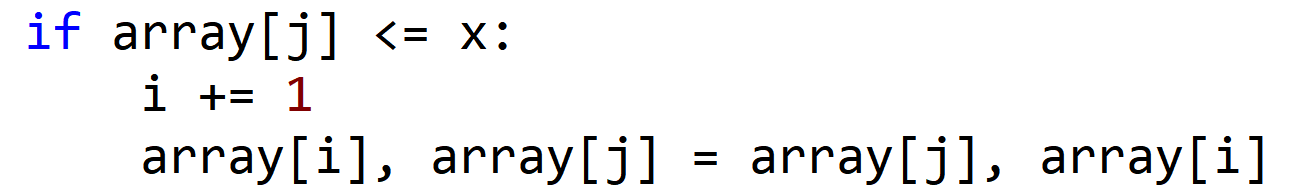 if array[j] <= x:
    i += 1
    array[i], array[j] = array[j], array[i]